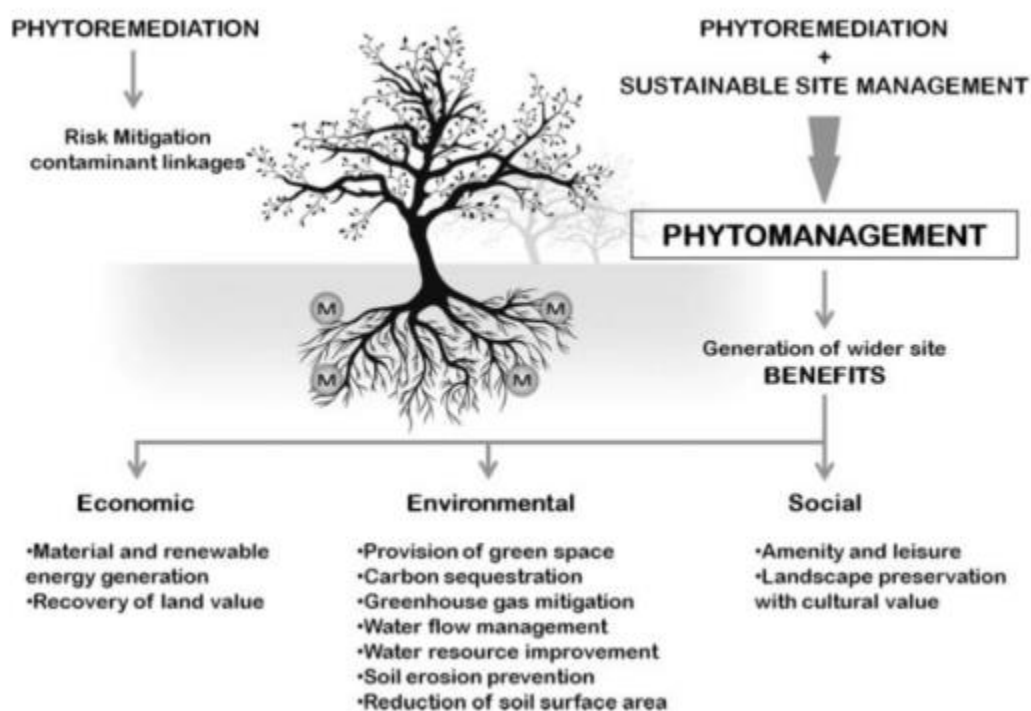 PHYTOREMEDIATION
Risk Mitigation
contaminant linkages
PHYTOREMEDIATION
+
SUSTAINABLE SITE MANAGEMENT
PHYTOMANAGEMENT
M
M
M
M
Generation of wider site
BENEFITS
Economic
•Material and renewable
energy generation
•Recovery of land value
Environmental
•Provision of green space
•Carbon sequestration
•Greenhouse gas mitigation
•Water flow management
•Water resource improvement
•Soil erosion prevention
•Reduction of soil surface area
Social
•Amenity and leisure
•Landscape preservation
with cultural value